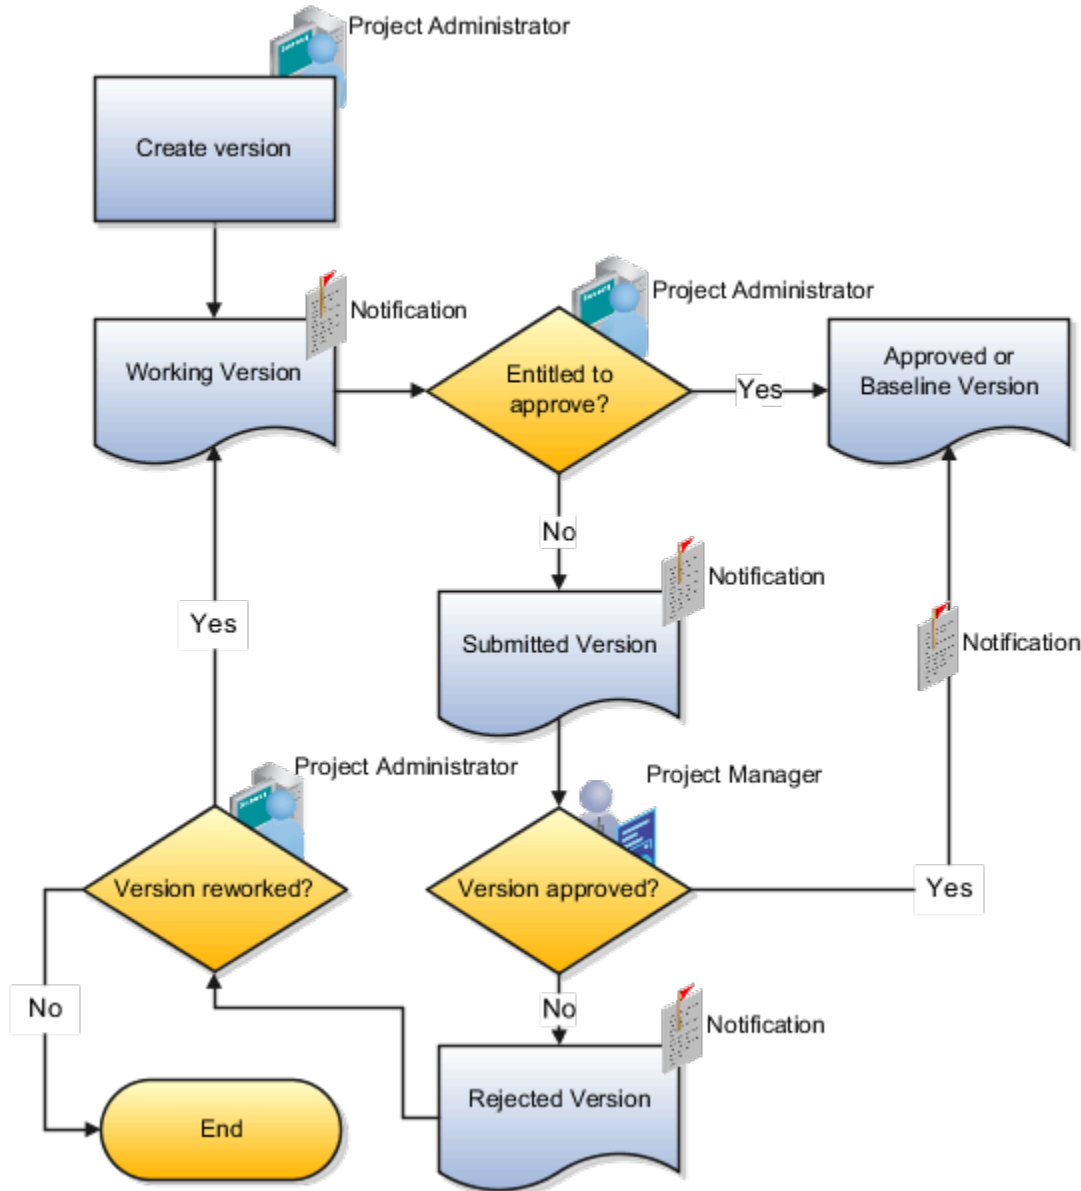 Project Administrator
Create version
Notification
Working Version
Project Administrator
Entitled to
approve?
Yes
Approved or
Baseline Version
No
Notification
Submitted Version
Yes
Notification
Project Administrator
Project Manager
Version reworked?
Version approved?
Yes
No
No
Notification
Rejected Version
End